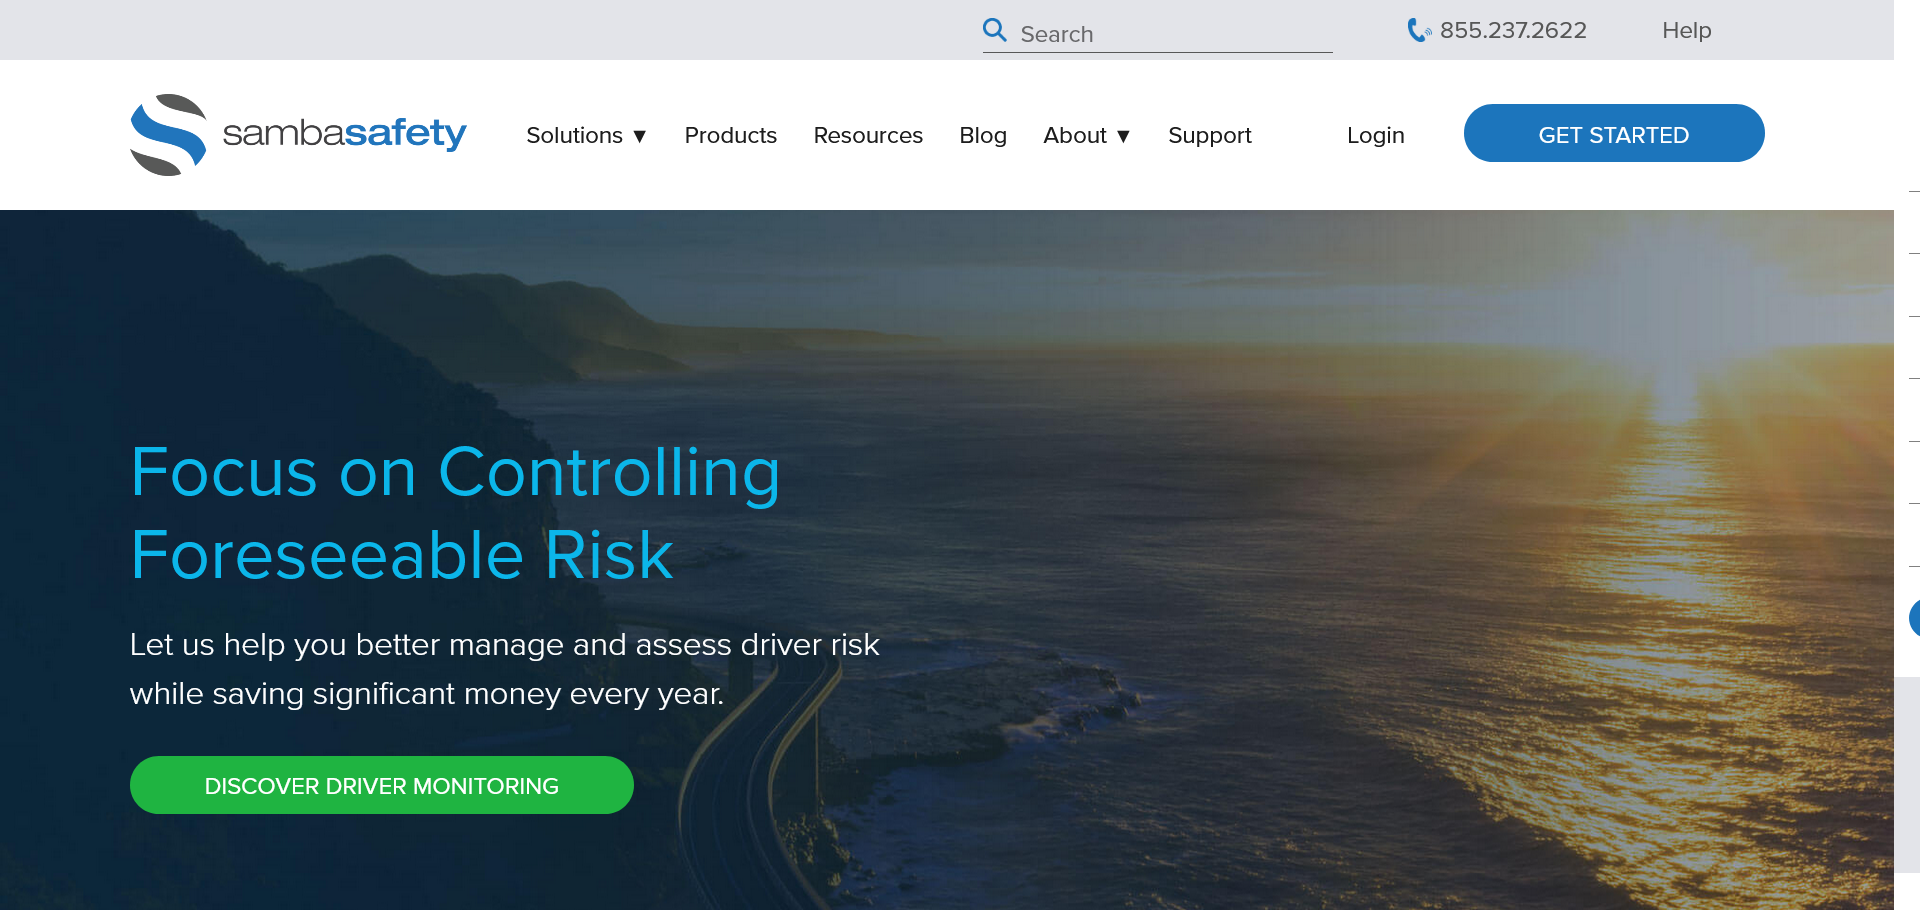 Search
855.237.2622
Help
sambasafety
Solutions ▼
Products
Resources
Blog
About ▼
Support
Login
GET STARTED
Focus on Controlling
Foreseeable Risk
Let us help you better manage and assess driver risk
while saving significant money every year.
DISCOVER DRIVER MONITORING